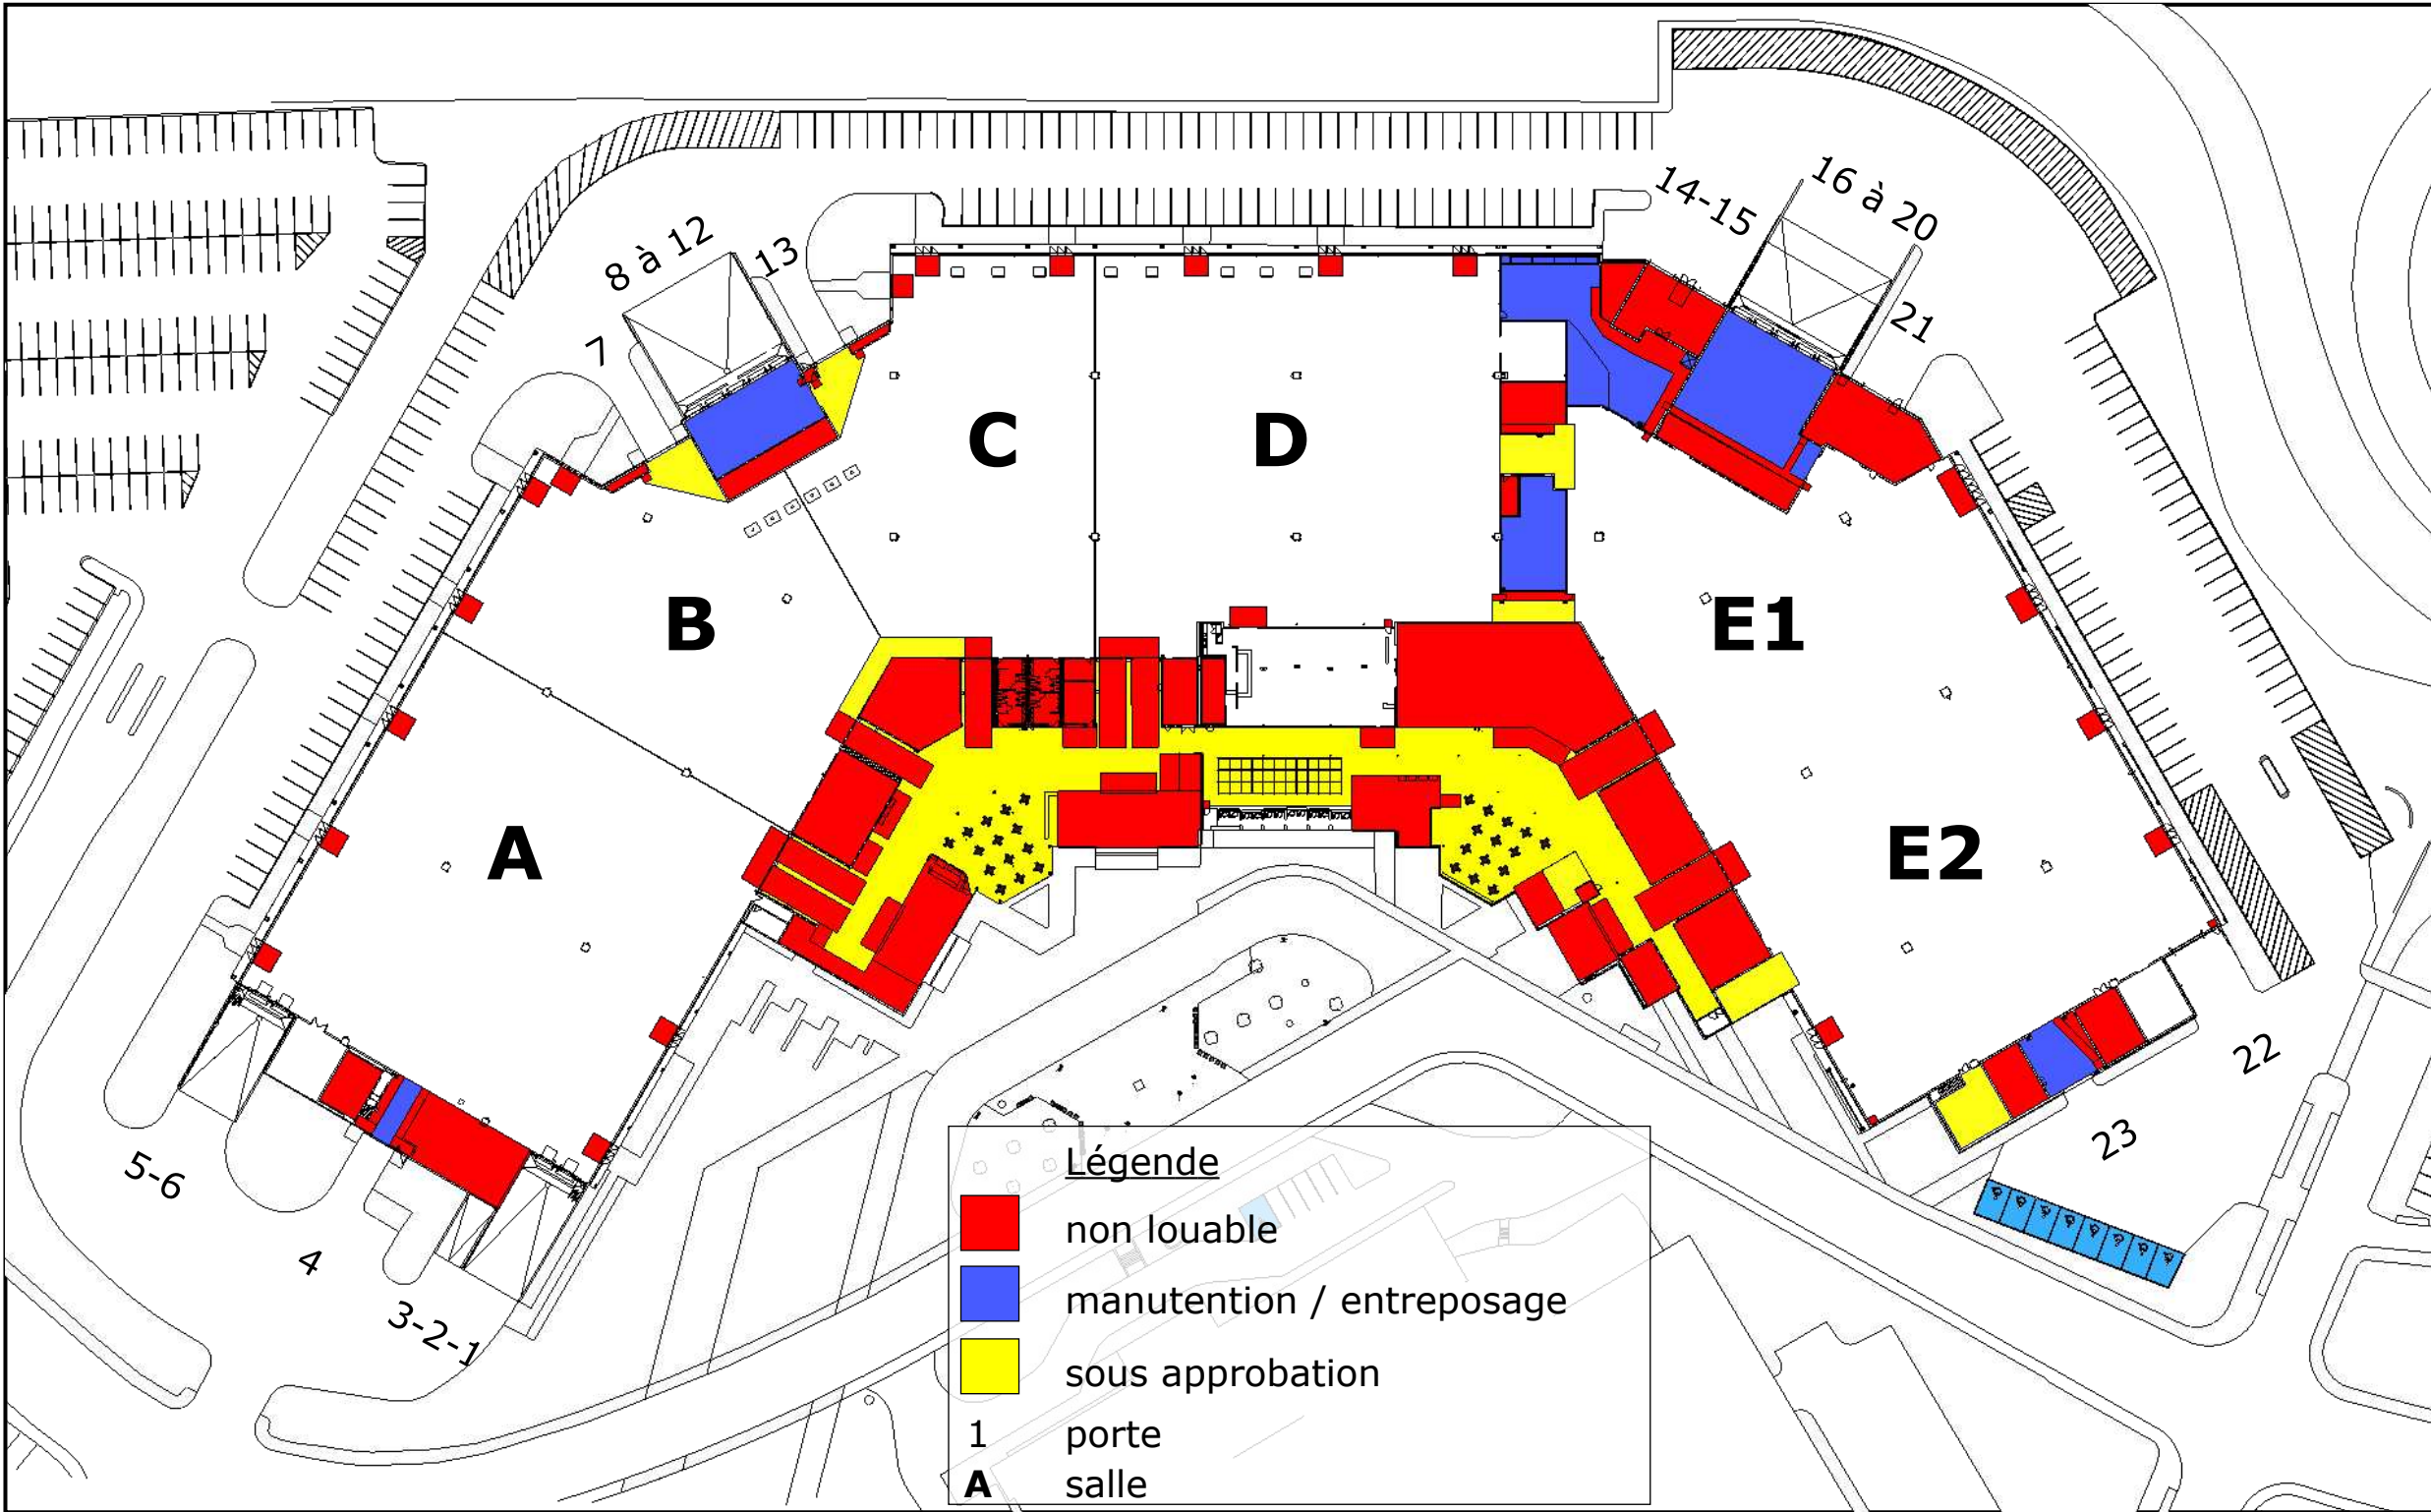 14-15
16 à 20
8 à 12
13
21
7
C
D
B
E1
A
E2
22
23
5-6
4
3-2-1
Légende
non louable
manutention / entreposage
sous approbation
1 porte
A salle